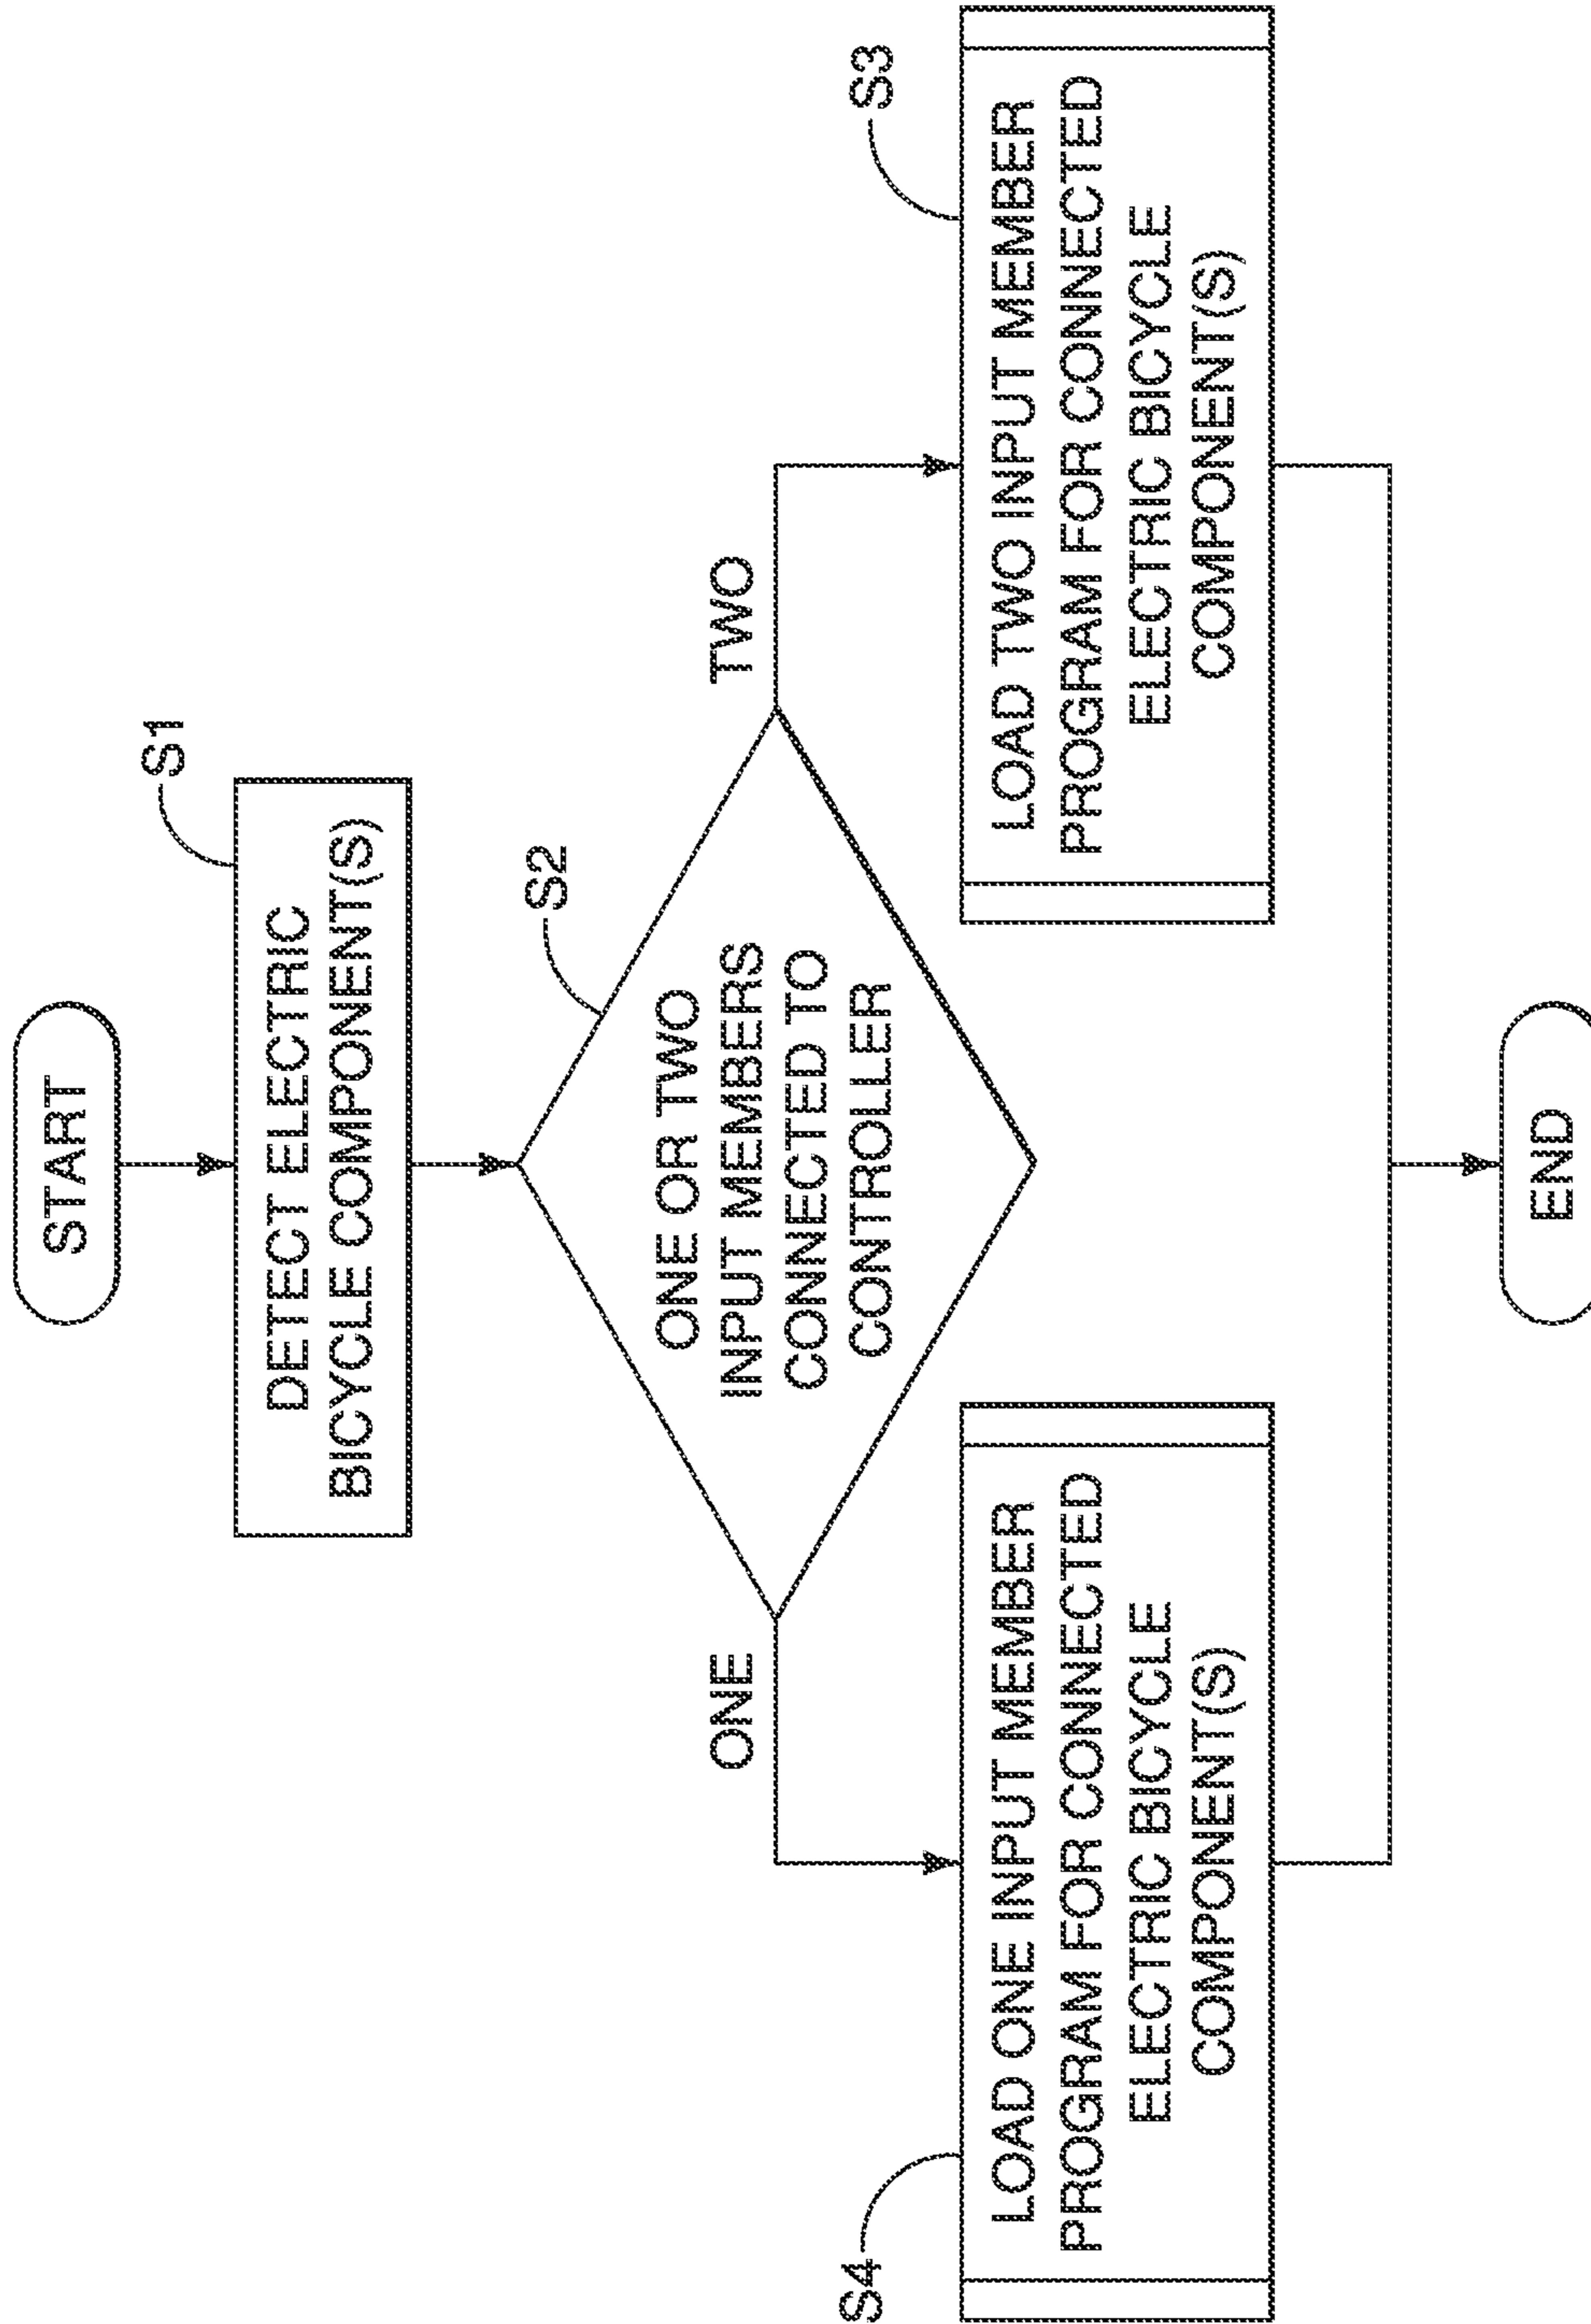 START
S1
DETECT ELECTRIC
BICYCLE COMPONENT(S)
S2
ONE OR TWO
INPUT MEMBERS
CONNECTED TO
CONTROLLER
ONE
TWO
S4
LOAD ONE INPUT MEMBER
PROGRAM FOR CONNECTED
ELECTRIC BICYCLE
COMPONENT(S)
S3
LOAD TWO INPUT MEMBER
PROGRAM FOR CONNECTED
ELECTRIC BICYCLE
COMPONENT(S)
END